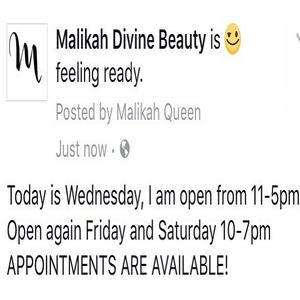 m
Malikah Divine Beauty is 😉
feeling ready.
Posted by Malikah Queen
Just now ·
Today is Wednesday, I am open from 11-5pm
Open again Friday and Saturday 10-7pm
APPOINTMENTS ARE AVAILABLE!